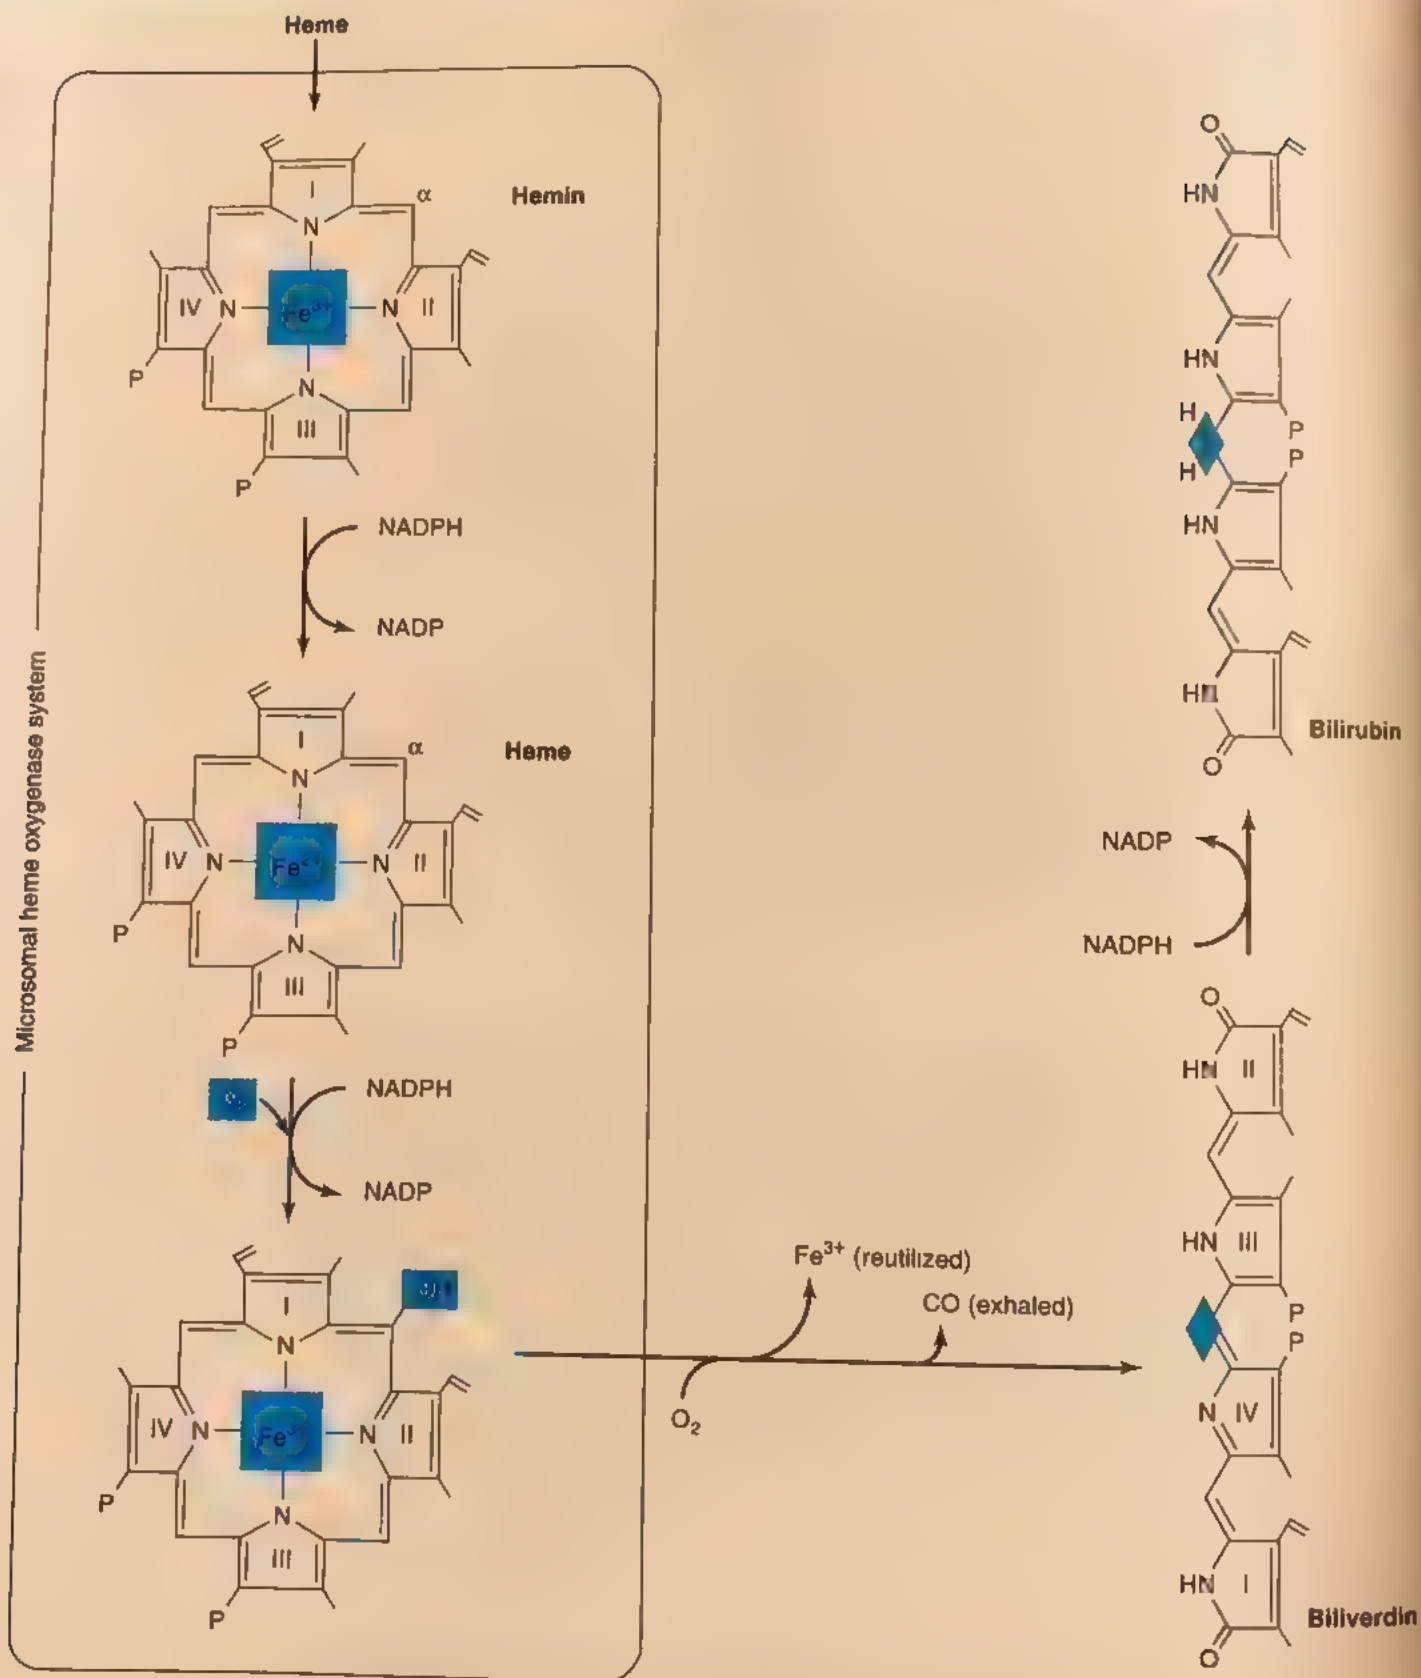 Heme
Microsomal heme oxygenase system
Hemin
α
I
N
IV N Fe³⁺ N II
N
III
P
P
NADPH
NADP
Heme
α
I
N
IV N N II
N
III
P
P
NADPH
NADP
I
N
IV N N II
N
III
P
P
Fe³⁺ (reutilized)
CO (exhaled)
O₂
O
HN
HN
H
P
P
H
HN
O
Bilirubin
NADP
NADPH
O
HN II
HN III
P
P
N IV
HN I
O
Biliverdin